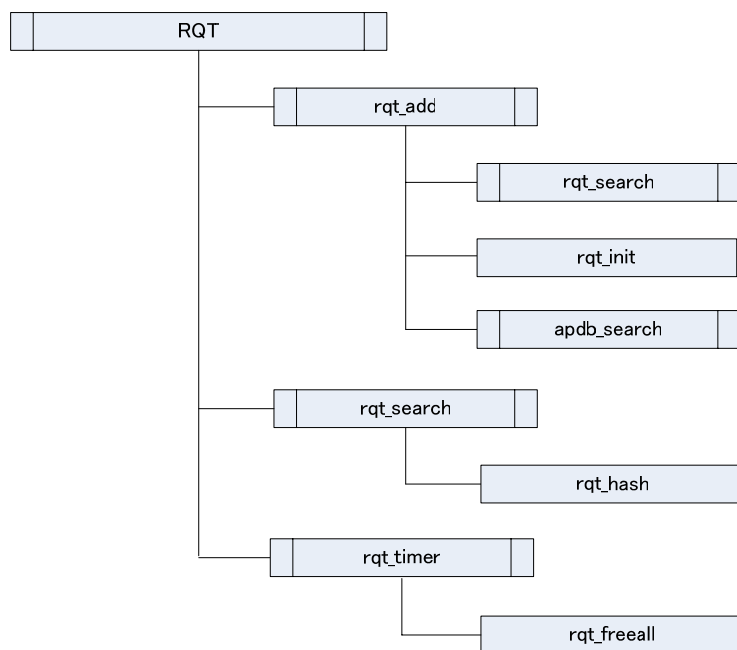 RQT
rqt_add
rqt_search
rqt_init
apdb_search
rqt_search
rqt_hash
rqt_timer
rqt_freeall